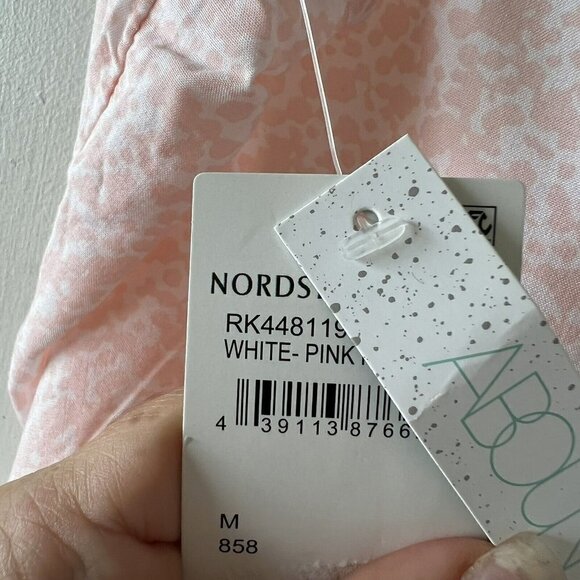 NORDS
RK448119
WHITE- PINK
4 39113 8766
M
858
ABOU